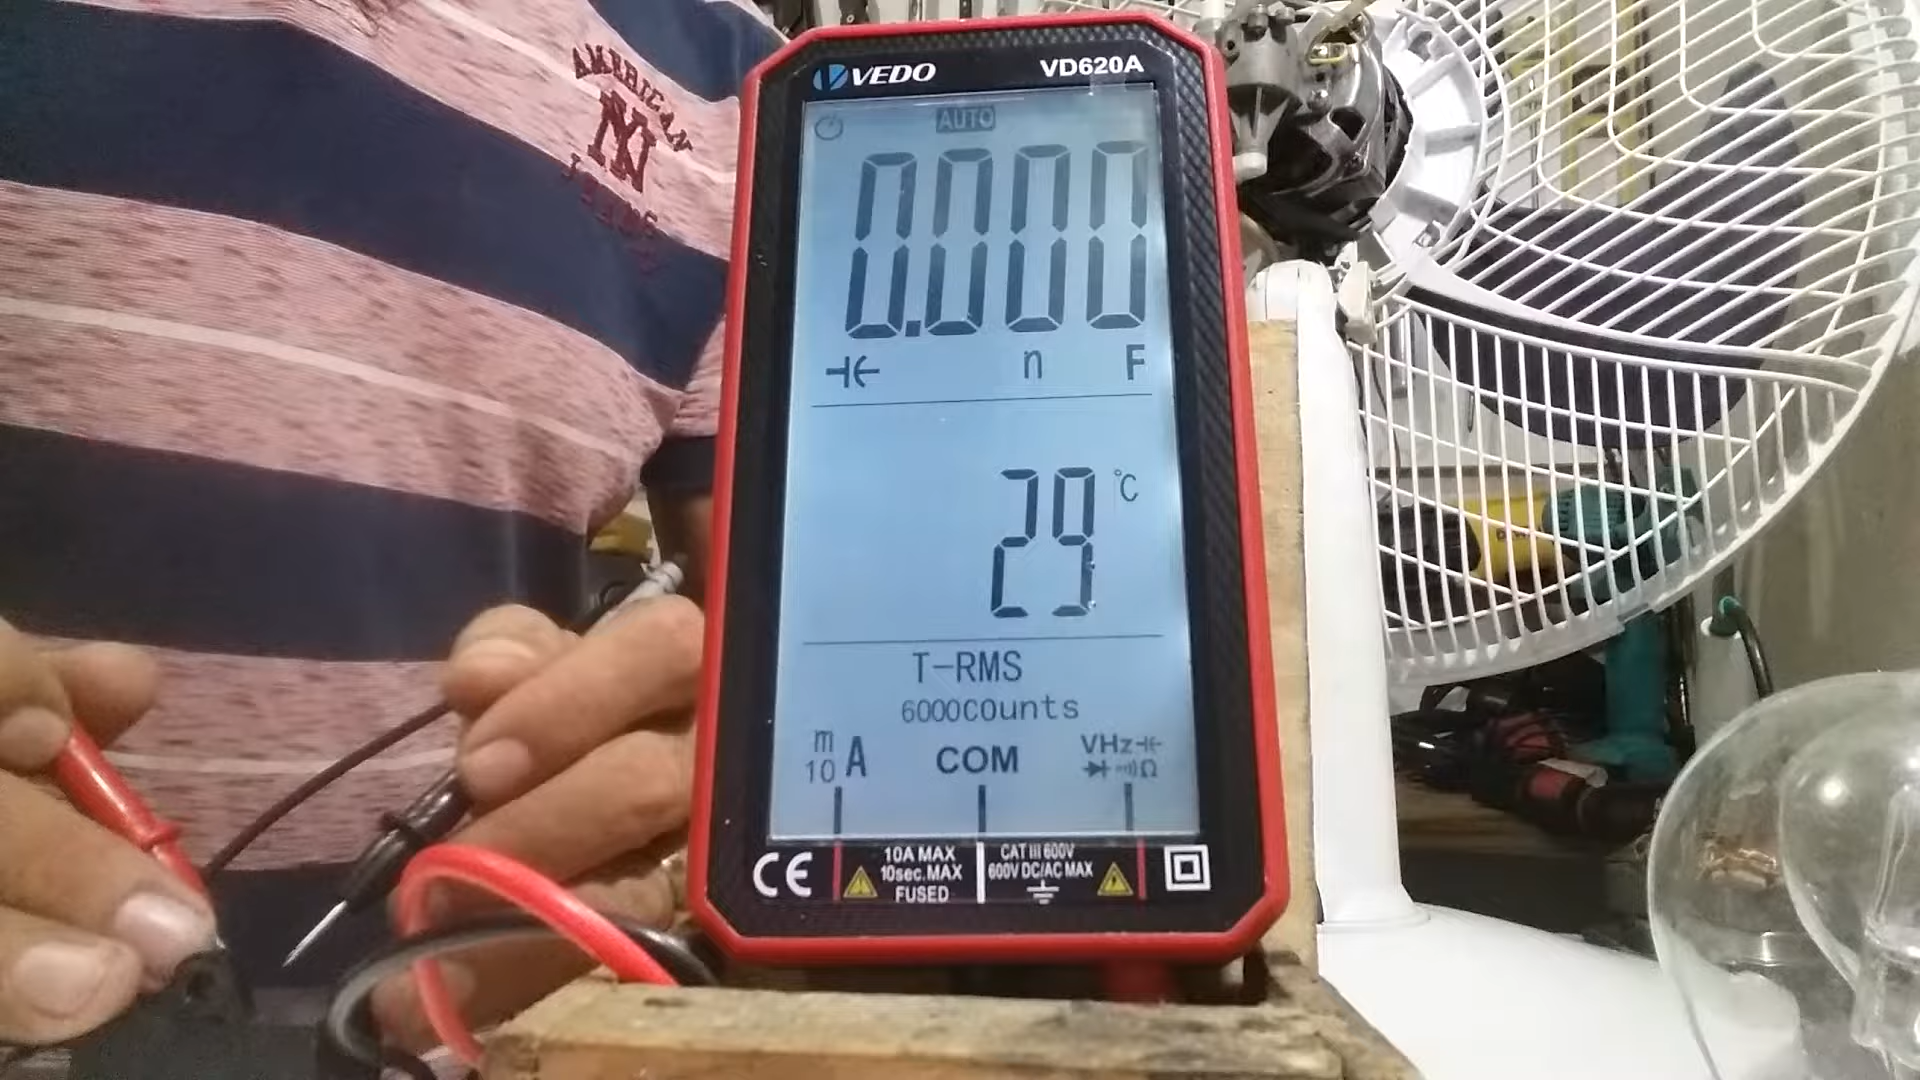 AMERICAN
NY
VEDO VD620A
AUTO
0.000
n F
29 °C
T-RMS
6000counts
m
10 A COM VHz
Ω
CE 10A MAX
10sec.MAX
FUSED
CAT III 600V
600V DC/AC MAX